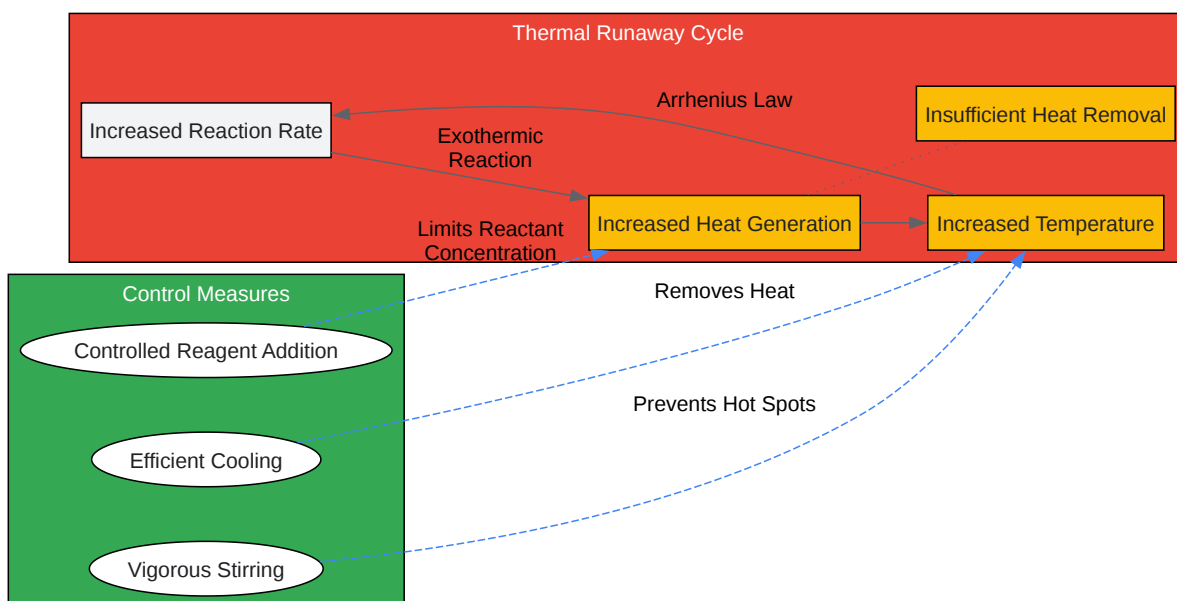 Thermal Runaway Cycle
Arrhenius Law
Insufficient Heat Removal
Increased Reaction Rate
Exothermic
Reaction
Increased Heat Generation
Increased Temperature
Limits Reactant
Concentration
Control Measures
Removes Heat
Controlled Reagent Addition
Prevents Hot Spots
Efficient Cooling
Vigorous Stirring